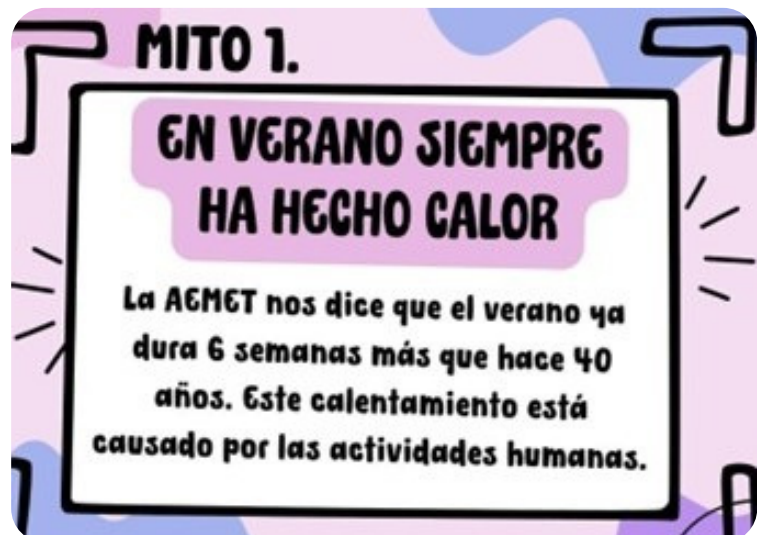 MITO 1.
EN VERANO SIEMPRE
HA HECHO CALOR
La AEMET nos dice que el verano ya
dura 6 semanas más que hace 40
años. Este calentamiento está
causado por las actividades humanas.